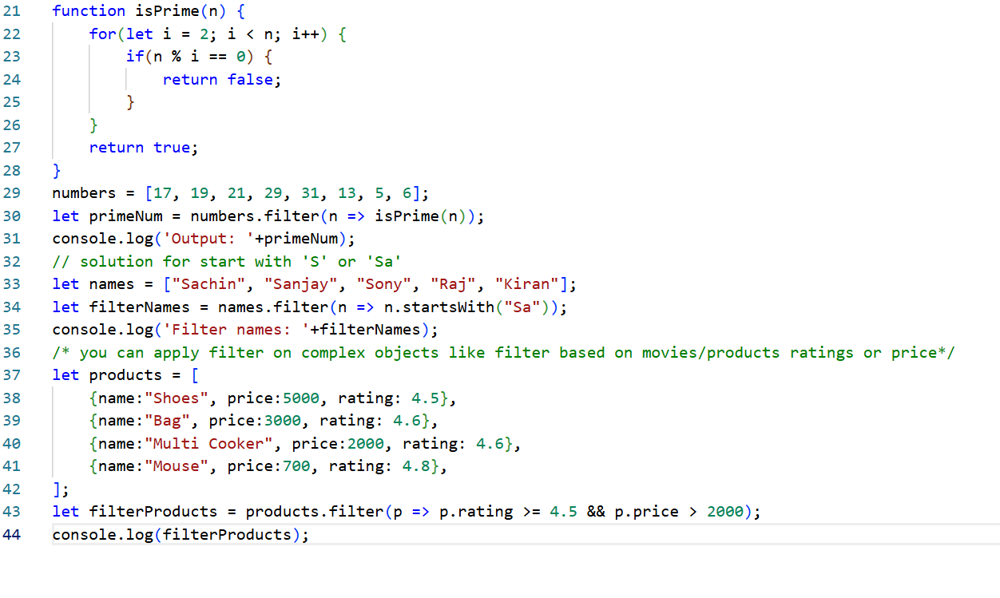 21 function isPrime(n) {
22     for(let i = 2; i < n; i++) {
23         if(n % i == 0) {
24             return false;
25         }
26     }
27     return true;
28 }
29 numbers = [17, 19, 21, 29, 31, 13, 5, 6];
30 let primeNum = numbers.filter(n => isPrime(n));
31 console.log('Output: '+primeNum);
32 // solution for start with 'S' or 'Sa'
33 let names = ["Sachin", "Sanjay", "Sony", "Raj", "Kiran"];
34 let filterNames = names.filter(n => n.startsWith("Sa"));
35 console.log('Filter names: '+filterNames);
36 /* you can apply filter on complex objects like filter based on movies/products ratings or price*/
37 let products = [
38     {name:"Shoes", price:5000, rating: 4.5},
39     {name:"Bag", price:3000, rating: 4.6},
40     {name:"Multi Cooker", price:2000, rating: 4.6},
41     {name:"Mouse", price:700, rating: 4.8},
42 ];
43 let filterProducts = products.filter(p => p.rating >= 4.5 && p.price > 2000);
44 console.log(filterProducts);